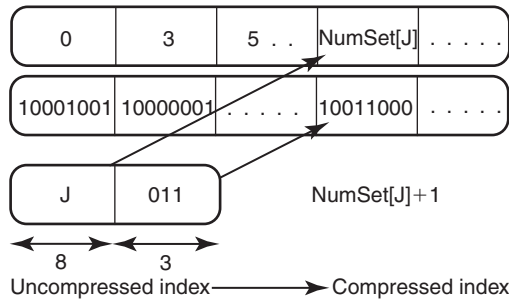 0 3 5 . . NumSet[J] . . . . .
10001001 10000001 . . . . . 10011000 . . . . .
J 011 NumSet[J]+1
8 3
Uncompressed index Compressed index